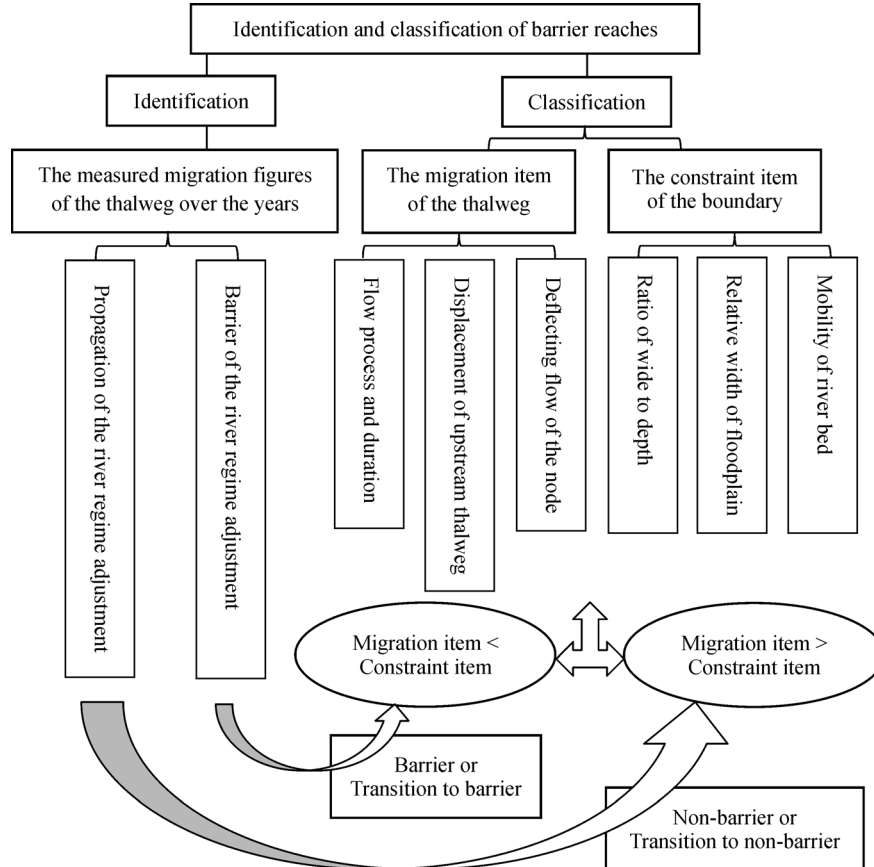 Identification and classification of barrier reaches
Identification
Classification
The measured migration figures
of the thalweg over the years
The migration item
of the thalweg
The constraint item
of the boundary
Propagation of the river regime adjustment
Barrier of the river regime adjustment
Flow process and duration
Displacement of upstream thalweg
Deflecting flow of the node
Ratio of wide to depth
Relative width of floodplain
Mobility of river bed
Migration item <
Constraint item
Migration item >
Constraint item
Barrier or
Transition to barrier
Non-barrier or
Transition to non-barrier